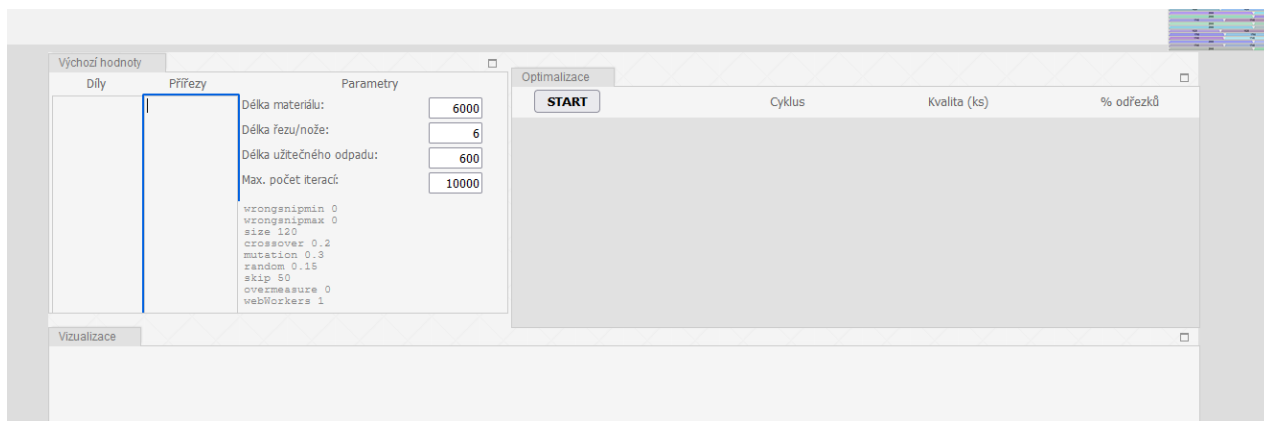 Výchozí hodnoty
Díly Přířezy Parametry
Délka materiálu: 6000
Délka řezu/nože: 6
Délka užitečného odpadu: 600
Max. počet iterací: 10000
wrongsnipmin 0
wrongsnipmax 0
size 120
crossover 0.2
mutation 0.3
random 0.15
skip 50
overmeasure 0
webWorkers 1
Optimalizace
START Cyklus Kvalita (ks) % odřezků
Vizualizace